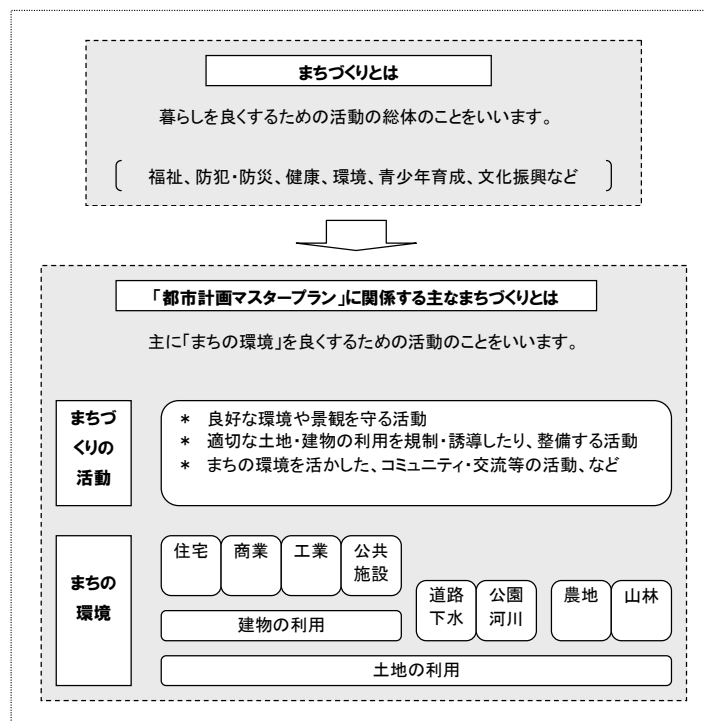 まちづくりとは
暮らしを良くするための活動の総体のことをいいます。
福祉、防犯・防災、健康、環境、青少年育成、文化振興など
「都市計画マスタープラン」に関係する主なまちづくりとは
主に「まちの環境」を良くするための活動のことをいいます。
まちづ
くりの
活動
* 良好な環境や景観を守る活動
* 適切な土地・建物の利用を規制・誘導したり、整備する活動
* まちの環境を活かした、コミュニティ・交流等の活動、など
まちの
環境
住宅
商業
工業
公共
施設
道路
下水
公園
河川
農地
山林
建物の利用
土地の利用